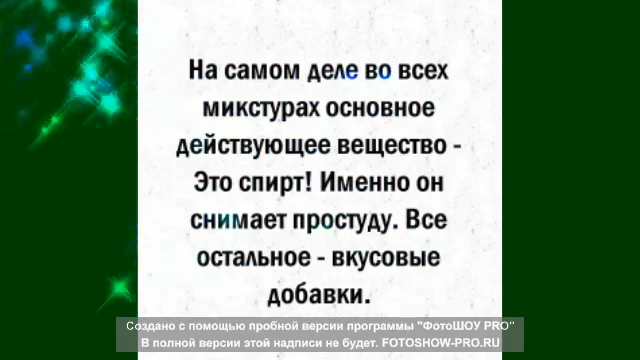 На самом деле во всех
микстурах основное
действующее вещество -
Это спирт! Именно он
снимает простуду. Все
остальное - вкусовые
добавки.
Создано с помощью пробной версии программы "ФотоШОУ PRO"
В полной версии этой надписи не будет. FOTOSHOW-PRO.RU